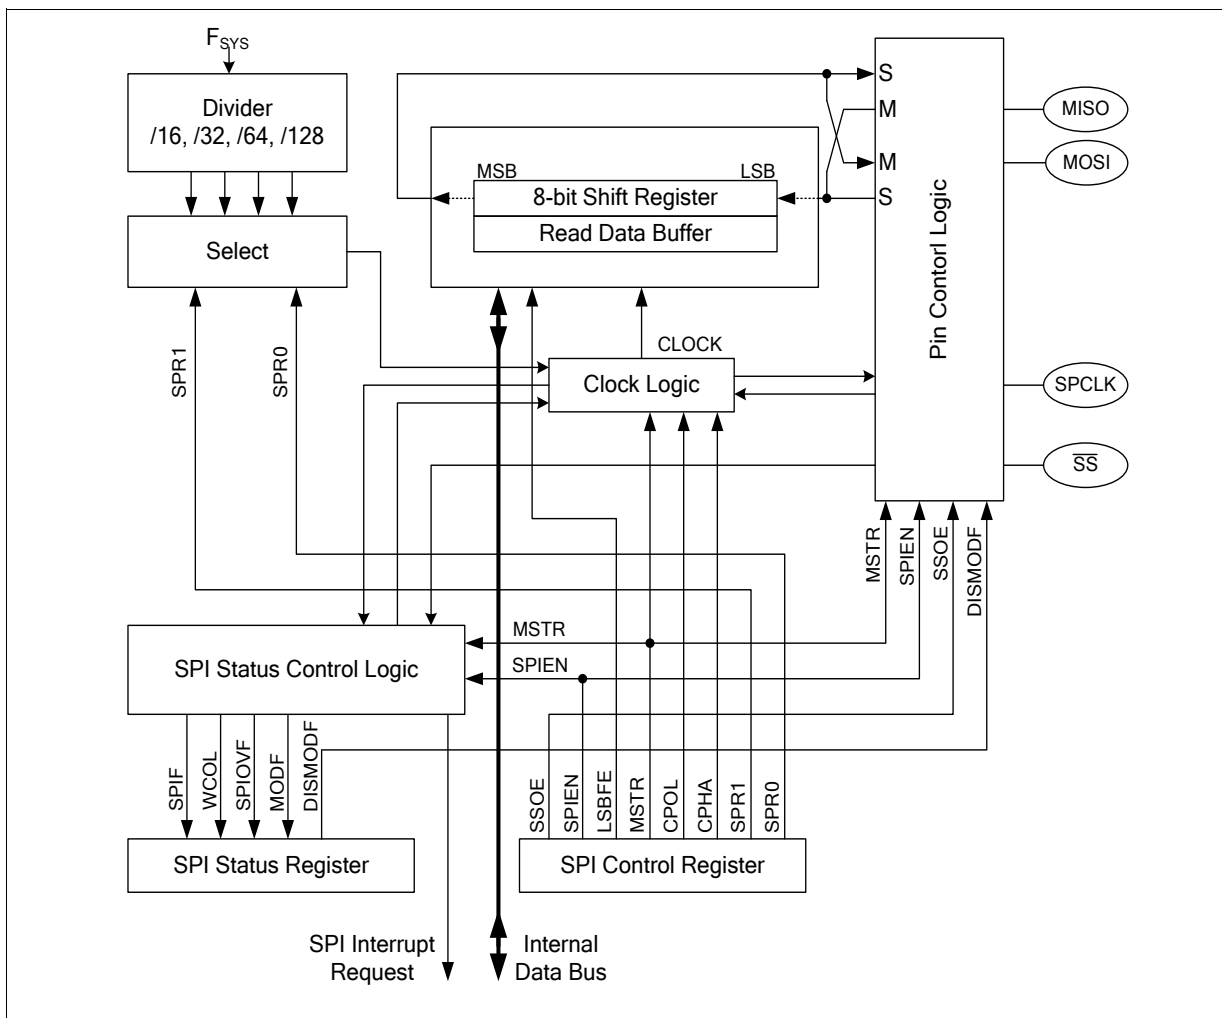 FSYS
Divider
/16, /32, /64, /128
Select
SPR1
SPR0
MSB
LSB
8-bit Shift Register
Read Data Buffer
CLOCK
Clock Logic
S
M
M
S
Pin Contorl Logic
MISO
MOSI
SPCLK
SS
MSTR
SPIEN
SSOE
DISMODF
MSTR
SPIEN
SPI Status Control Logic
SPIF
WCOL
SPIOVF
MODF
DISMODF
SPI Status Register
SSOE
SPIEN
LSBFE
MSTR
CPOL
CPHA
SPR1
SPR0
SPI Control Register
SPI Interrupt
Request
Internal
Data Bus